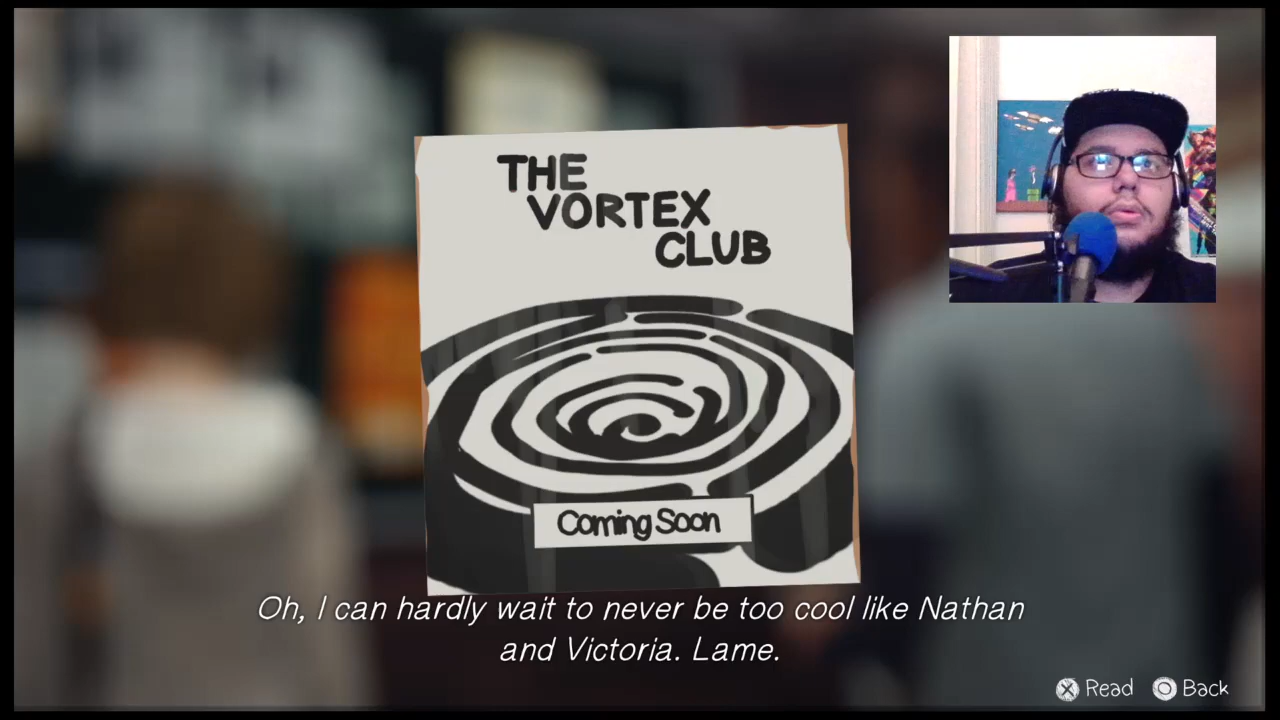 THE
VORTEX
CLUB
Coming Soon
Oh, I can hardly wait to never be too cool like Nathan
and Victoria. Lame.
Read Back